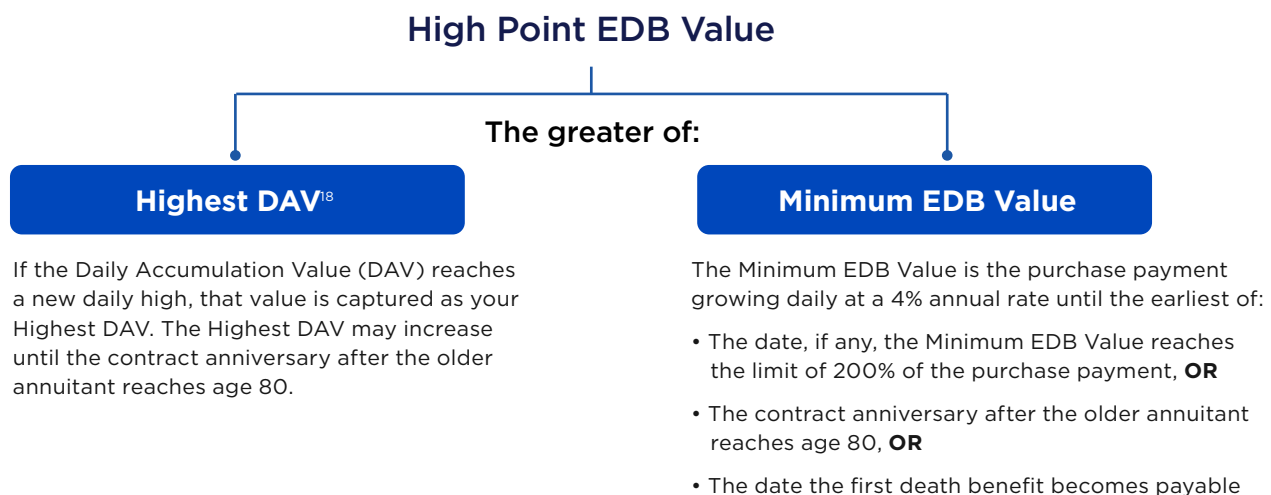 High Point EDB Value
The greater of:
Highest DAV18
If the Daily Accumulation Value (DAV) reaches
a new daily high, that value is captured as your
Highest DAV. The Highest DAV may increase
until the contract anniversary after the older
annuitant reaches age 80.
Minimum EDB Value
The Minimum EDB Value is the purchase payment
growing daily at a 4% annual rate until the earliest of:
• The date, if any, the Minimum EDB Value reaches
the limit of 200% of the purchase payment, OR
• The contract anniversary after the older annuitant
reaches age 80, OR
• The date the first death benefit becomes payable